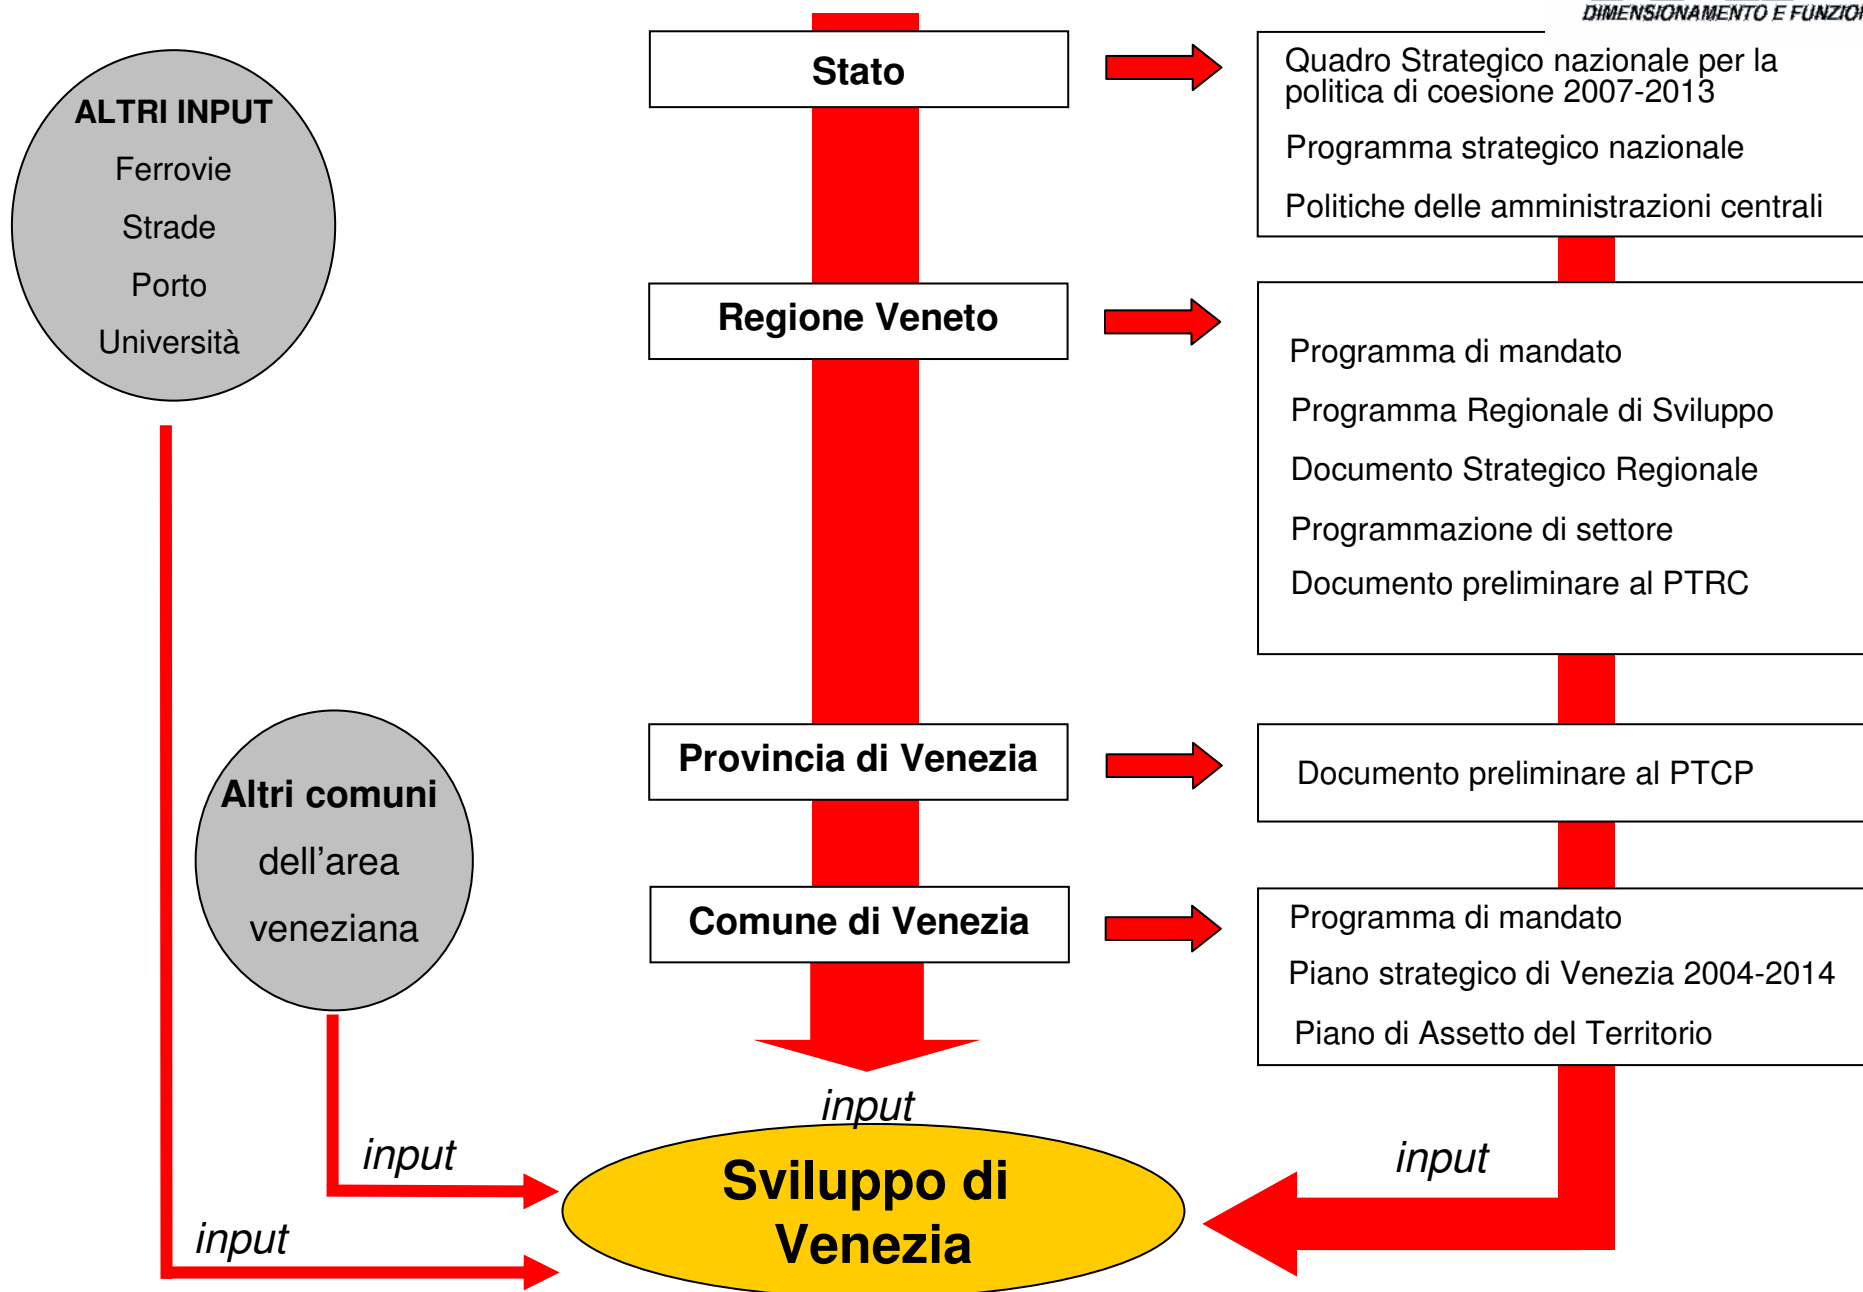 DIMENSIONAMENTO E
ALTRI INPUT
Ferrovie
Strade
Porto
Università
Stato
Quadro Strategico nazionale per la
politica di coesione 2007-2013
Programma strategico nazionale
Politiche delle amministrazioni centrali
Regione Veneto
Programma di mandato
Programma Regionale di Sviluppo
Documento Strategico Regionale
Programmazione di settore
Documento preliminare al PTRC
Provincia di Venezia
Documento preliminare al PTCP
Altri comuni
dell'area
veneziana
Comune di Venezia
Programma di mandato
Piano strategico di Venezia 2004-2014
Piano di Assetto del Territorio
input
input
input
input
Sviluppo di
Venezia